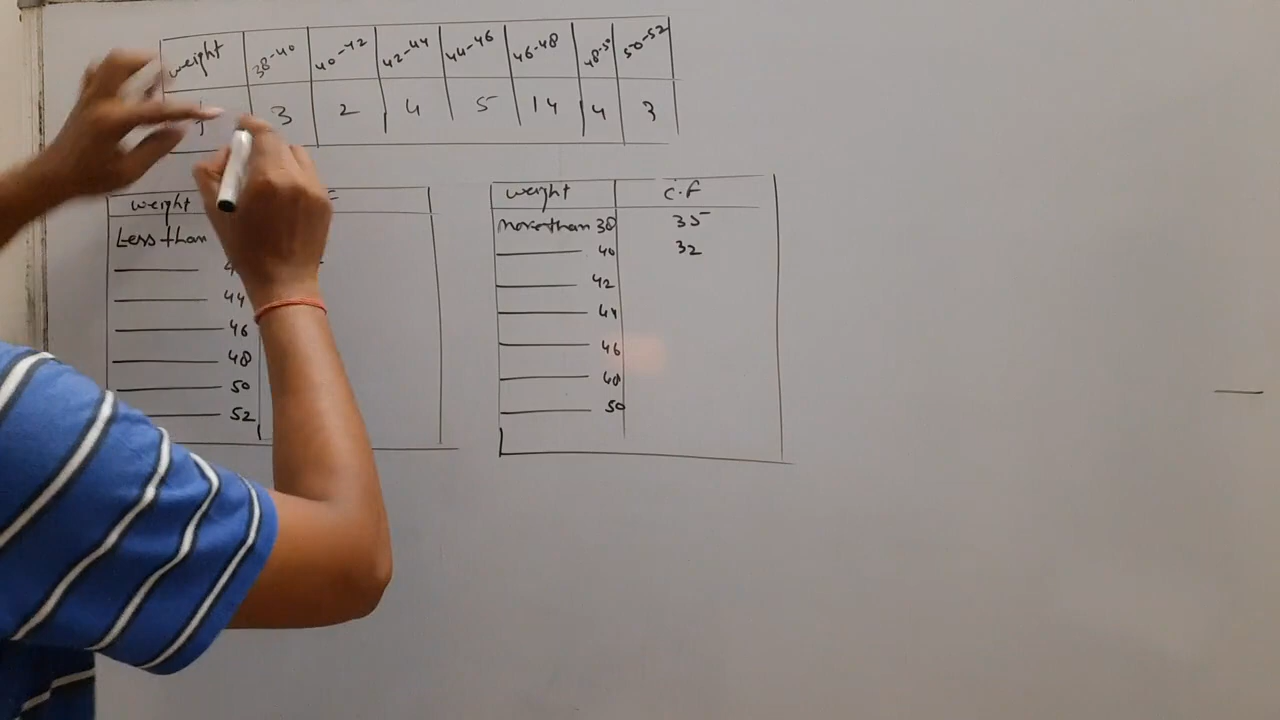 weight 38-40 40-42 42-44 44-46 46-48 48-50 50-52
f 3 2 4 5 14 4 3
weight
Less than
44
46
48
50
52
weight C.F
More than 38 35
40 32
42
44
46
48
50